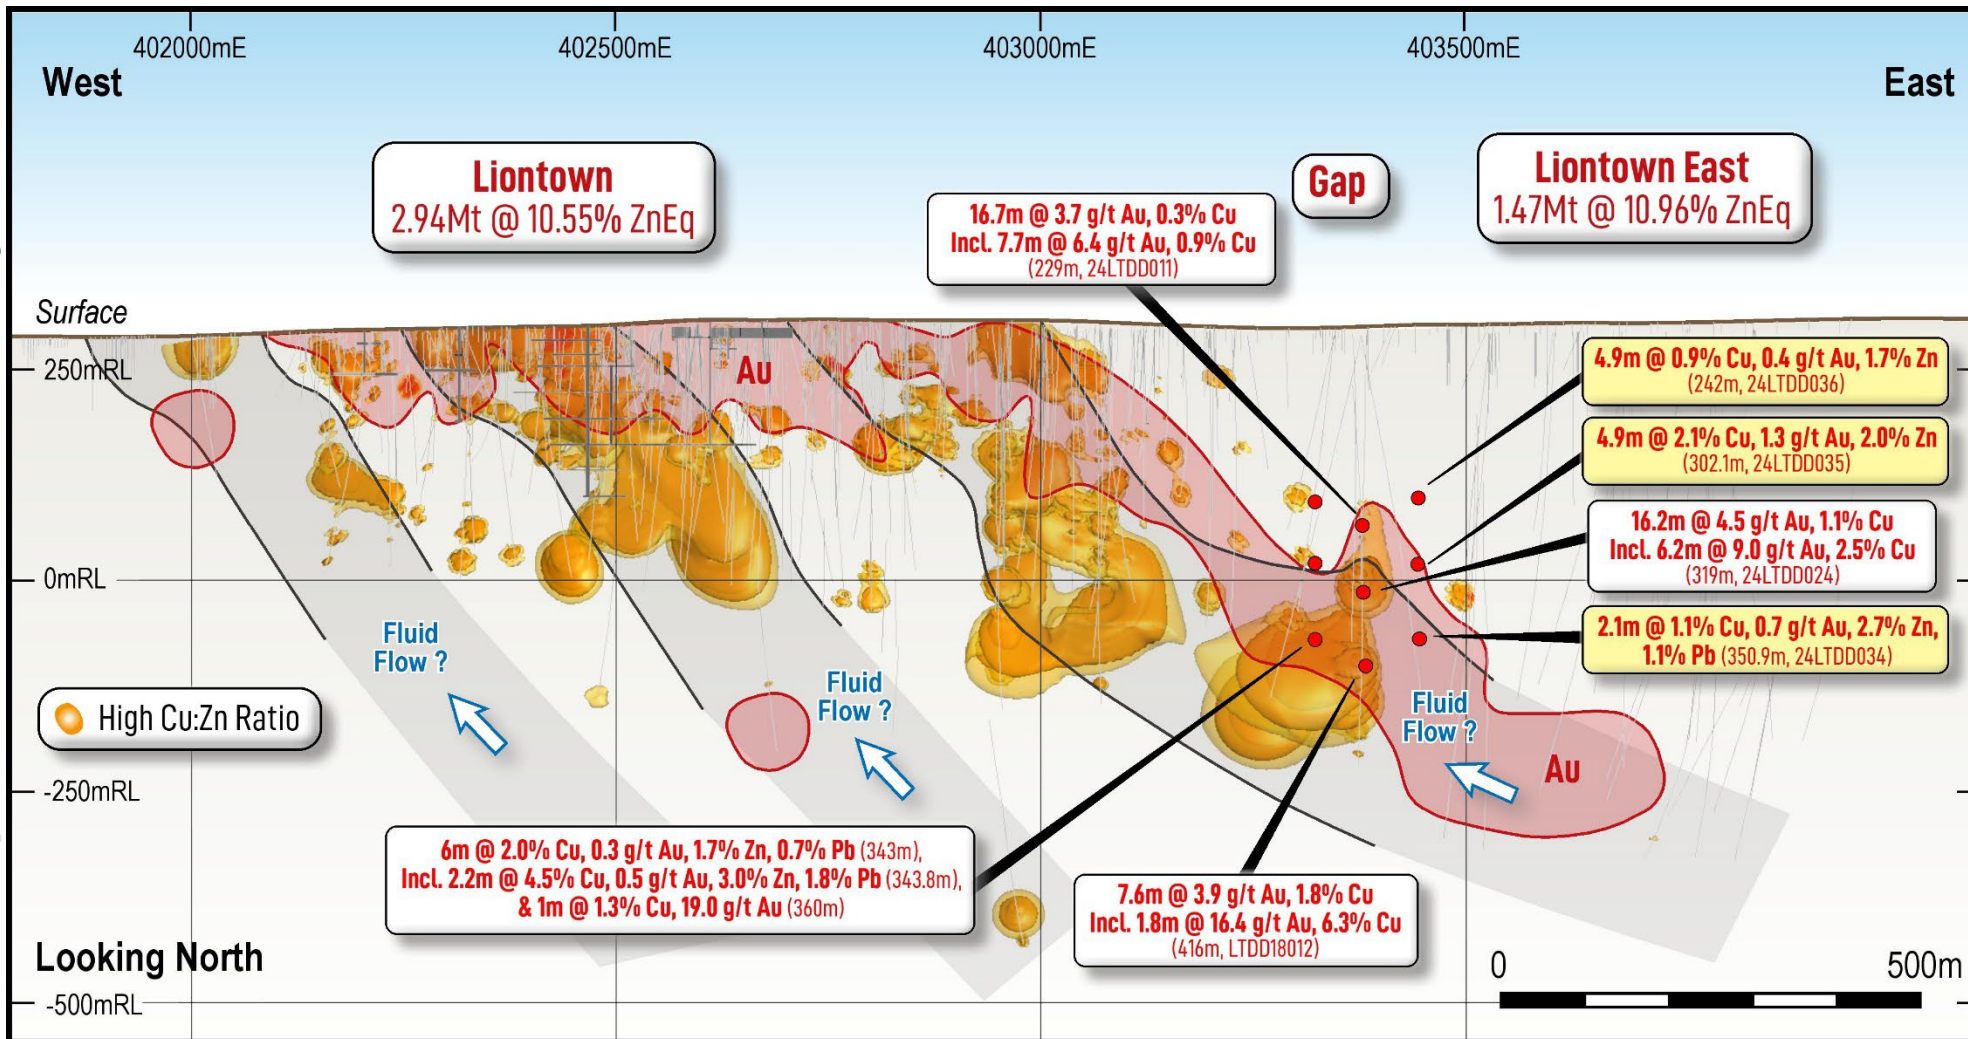 402000mE
402500mE
403000mE
403500mE
West
East
Liontown
2.94Mt @ 10.55% ZnEq
Gap
Liontown East
1.47Mt @ 10.96% ZnEq
16.7m @ 3.7 g/t Au, 0.3% Cu
Incl. 7.7m @ 6.4 g/t Au, 0.9% Cu
(229m, 24LTDD011)
Surface
250mRL
Au
4.9m @ 0.9% Cu, 0.4 g/t Au, 1.7% Zn
(242m, 24LTDD036)
4.9m @ 2.1% Cu, 1.3 g/t Au, 2.0% Zn
(302.1m, 24LTDD035)
16.2m @ 4.5 g/t Au, 1.1% Cu
Incl. 6.2m @ 9.0 g/t Au, 2.5% Cu
(319m, 24LTDD024)
0mRL
2.1m @ 1.1% Cu, 0.7 g/t Au, 2.7% Zn,
1.1% Pb (350.9m, 24LTDD034)
Fluid
Flow ?
Fluid
Flow ?
Fluid
Flow ?
High Cu:Zn Ratio
Au
-250mRL
6m @ 2.0% Cu, 0.3 g/t Au, 1.7% Zn, 0.7% Pb (343m),
Incl. 2.2m @ 4.5% Cu, 0.5 g/t Au, 3.0% Zn, 1.8% Pb (343.8m),
& 1m @ 1.3% Cu, 19.0 g/t Au (360m)
7.6m @ 3.9 g/t Au, 1.8% Cu
Incl. 1.8m @ 16.4 g/t Au, 6.3% Cu
(416m, LTDD18012)
Looking North
0
500m
-500mRL